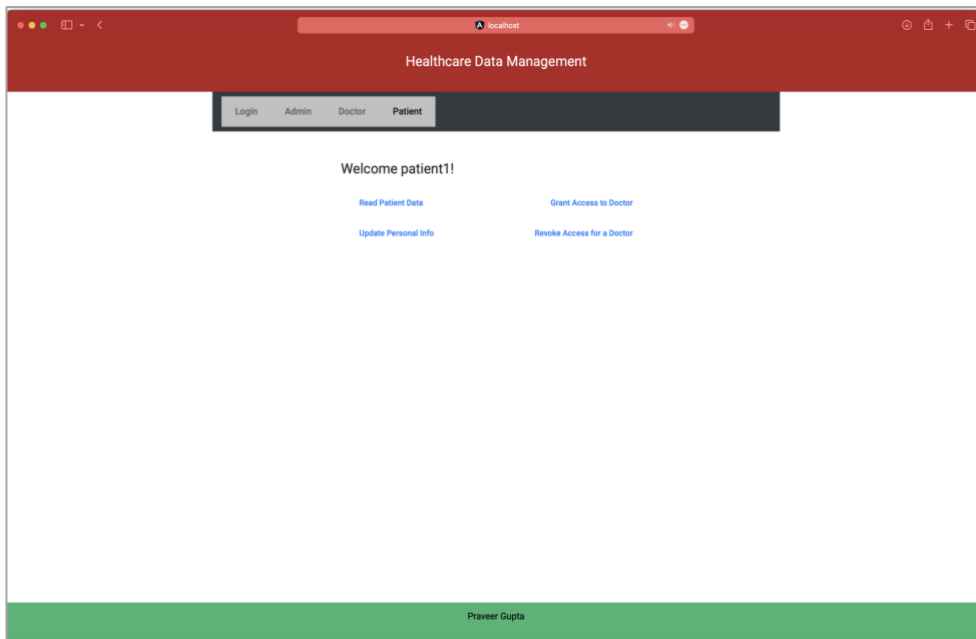 localhost
Healthcare Data Management
Login Admin Doctor Patient
Welcome patient1!
Read Patient Data Grant Access to Doctor
Update Personal Info Revoke Access for a Doctor
Praveer Gupta